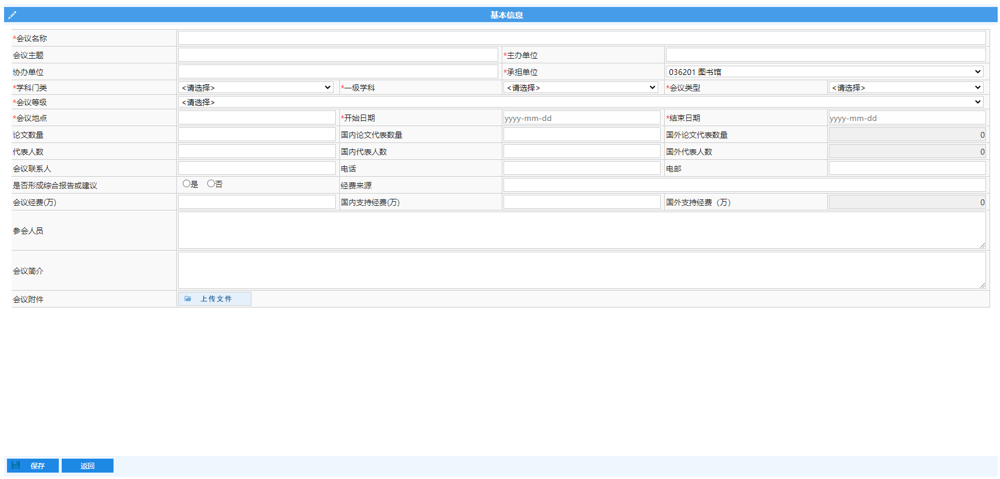 基本信息
*会议名称
会议主题 *主办单位
协办单位 *承担单位 036201 图书馆
*学科门类 <请选择> *一级学科 <请选择> *会议类型 <请选择>
*会议等级 <请选择>
*会议地点 *开始日期 yyyy-mm-dd *结束日期 yyyy-mm-dd
论文数量 国内论文代表数量 国外论文代表数量 0
代表人数 国内代表人数 国外代表人数 0
会议联系人 电话 电邮
是否形成综合报告或建议 是 否 经费来源
会议经费(万) 国内支持经费(万) 国外支持经费（万） 0
参会人员
会议简介
会议附件 上传文件
保存 返回